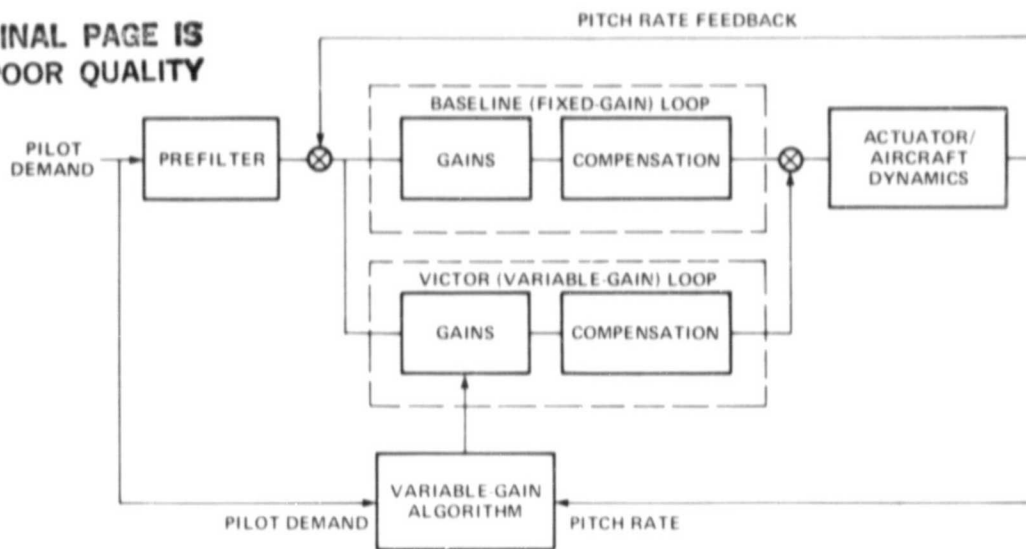 INAL PAGE IS
POOR QUALITY
PITCH RATE FEEDBACK
BASELINE (FIXED-GAIN) LOOP
PILOT
DEMAND
PREFILTER
GAINS
COMPENSATION
ACTUATOR/
AIRCRAFT
DYNAMICS
VICTOR (VARIABLE-GAIN) LOOP
GAINS
COMPENSATION
VARIABLE-GAIN
ALGORITHM
PILOT DEMAND
PITCH RATE